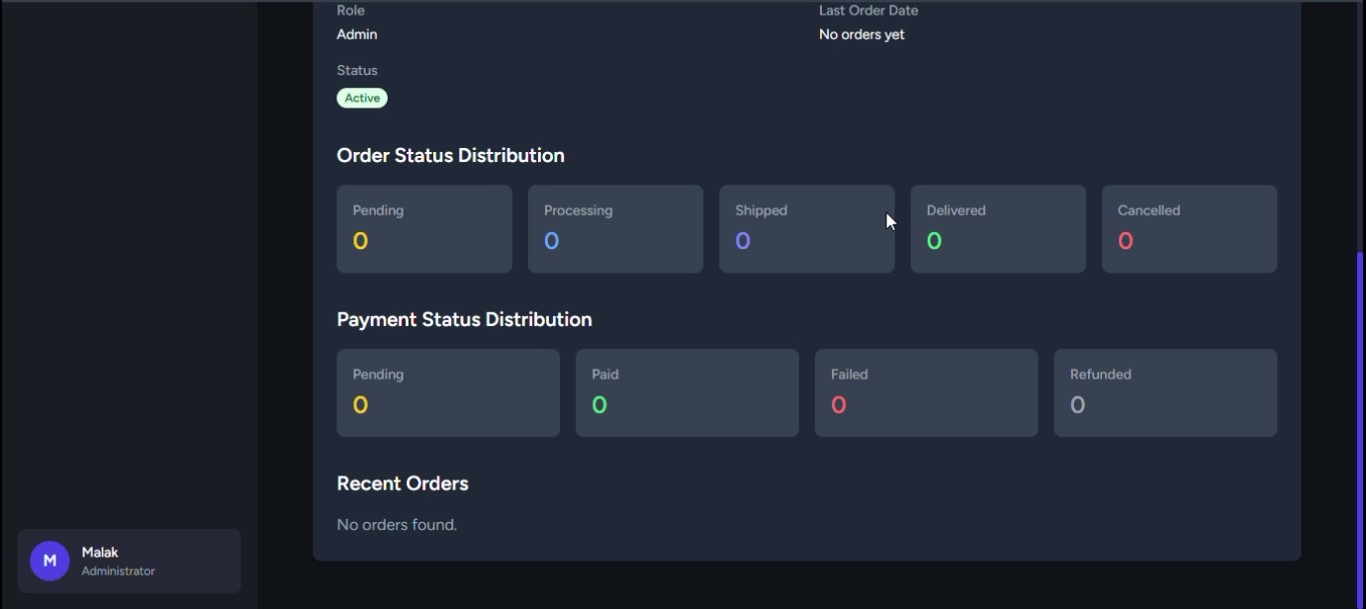 Role
Last Order Date
Admin
No orders yet
Status
Active
Order Status Distribution
Pending
Processing
Shipped
Delivered
Cancelled
0
0
0
0
0
Payment Status Distribution
Pending
Paid
Failed
Refunded
0
0
0
0
Recent Orders
No orders found.
M
Malak
Administrator